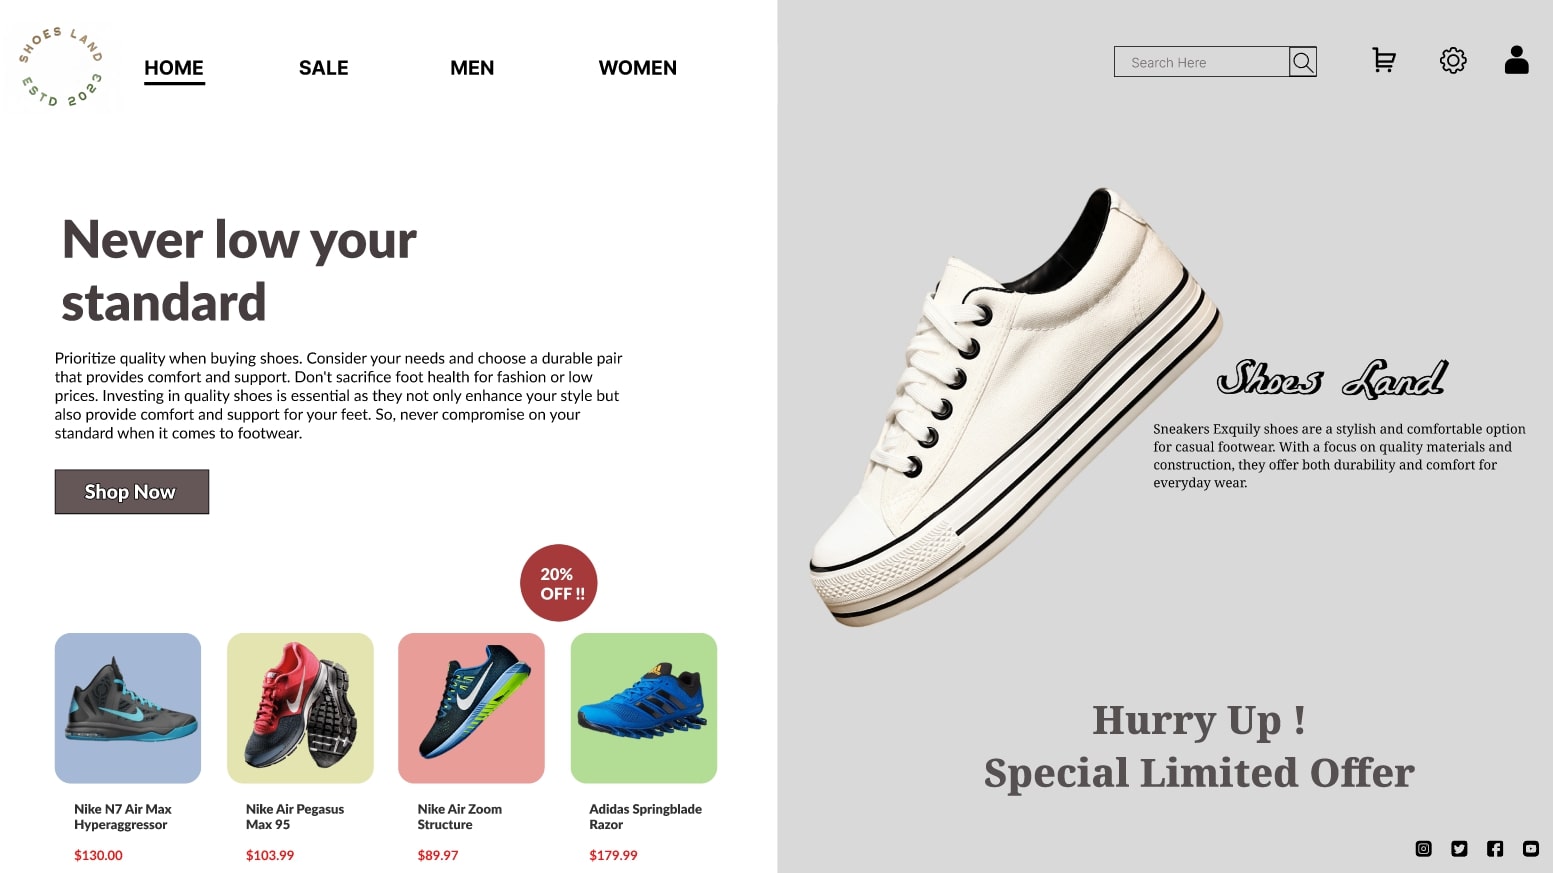 SHOES LAND
ESTD 2023
HOME
SALE
MEN
WOMEN
Search Here
Never low your
standard
Prioritize quality when buying shoes. Consider your needs and choose a durable pair
that provides comfort and support. Don't sacrifice foot health for fashion or low
prices. Investing in quality shoes is essential as they not only enhance your style but
also provide comfort and support for your feet. So, never compromise on your
standard when it comes to footwear.
Shop Now
Shoes Land
Sneakers Exquily shoes are a stylish and comfortable option
for casual footwear. With a focus on quality materials and
construction, they offer both durability and comfort for
everyday wear.
20%
OFF !!
Nike N7 Air Max
Hyperaggressor
$130.00
Nike Air Pegasus
Max 95
$103.99
Nike Air Zoom
Structure
$89.97
Adidas Springblade
Razor
$179.99
Hurry Up !
Special Limited Offer